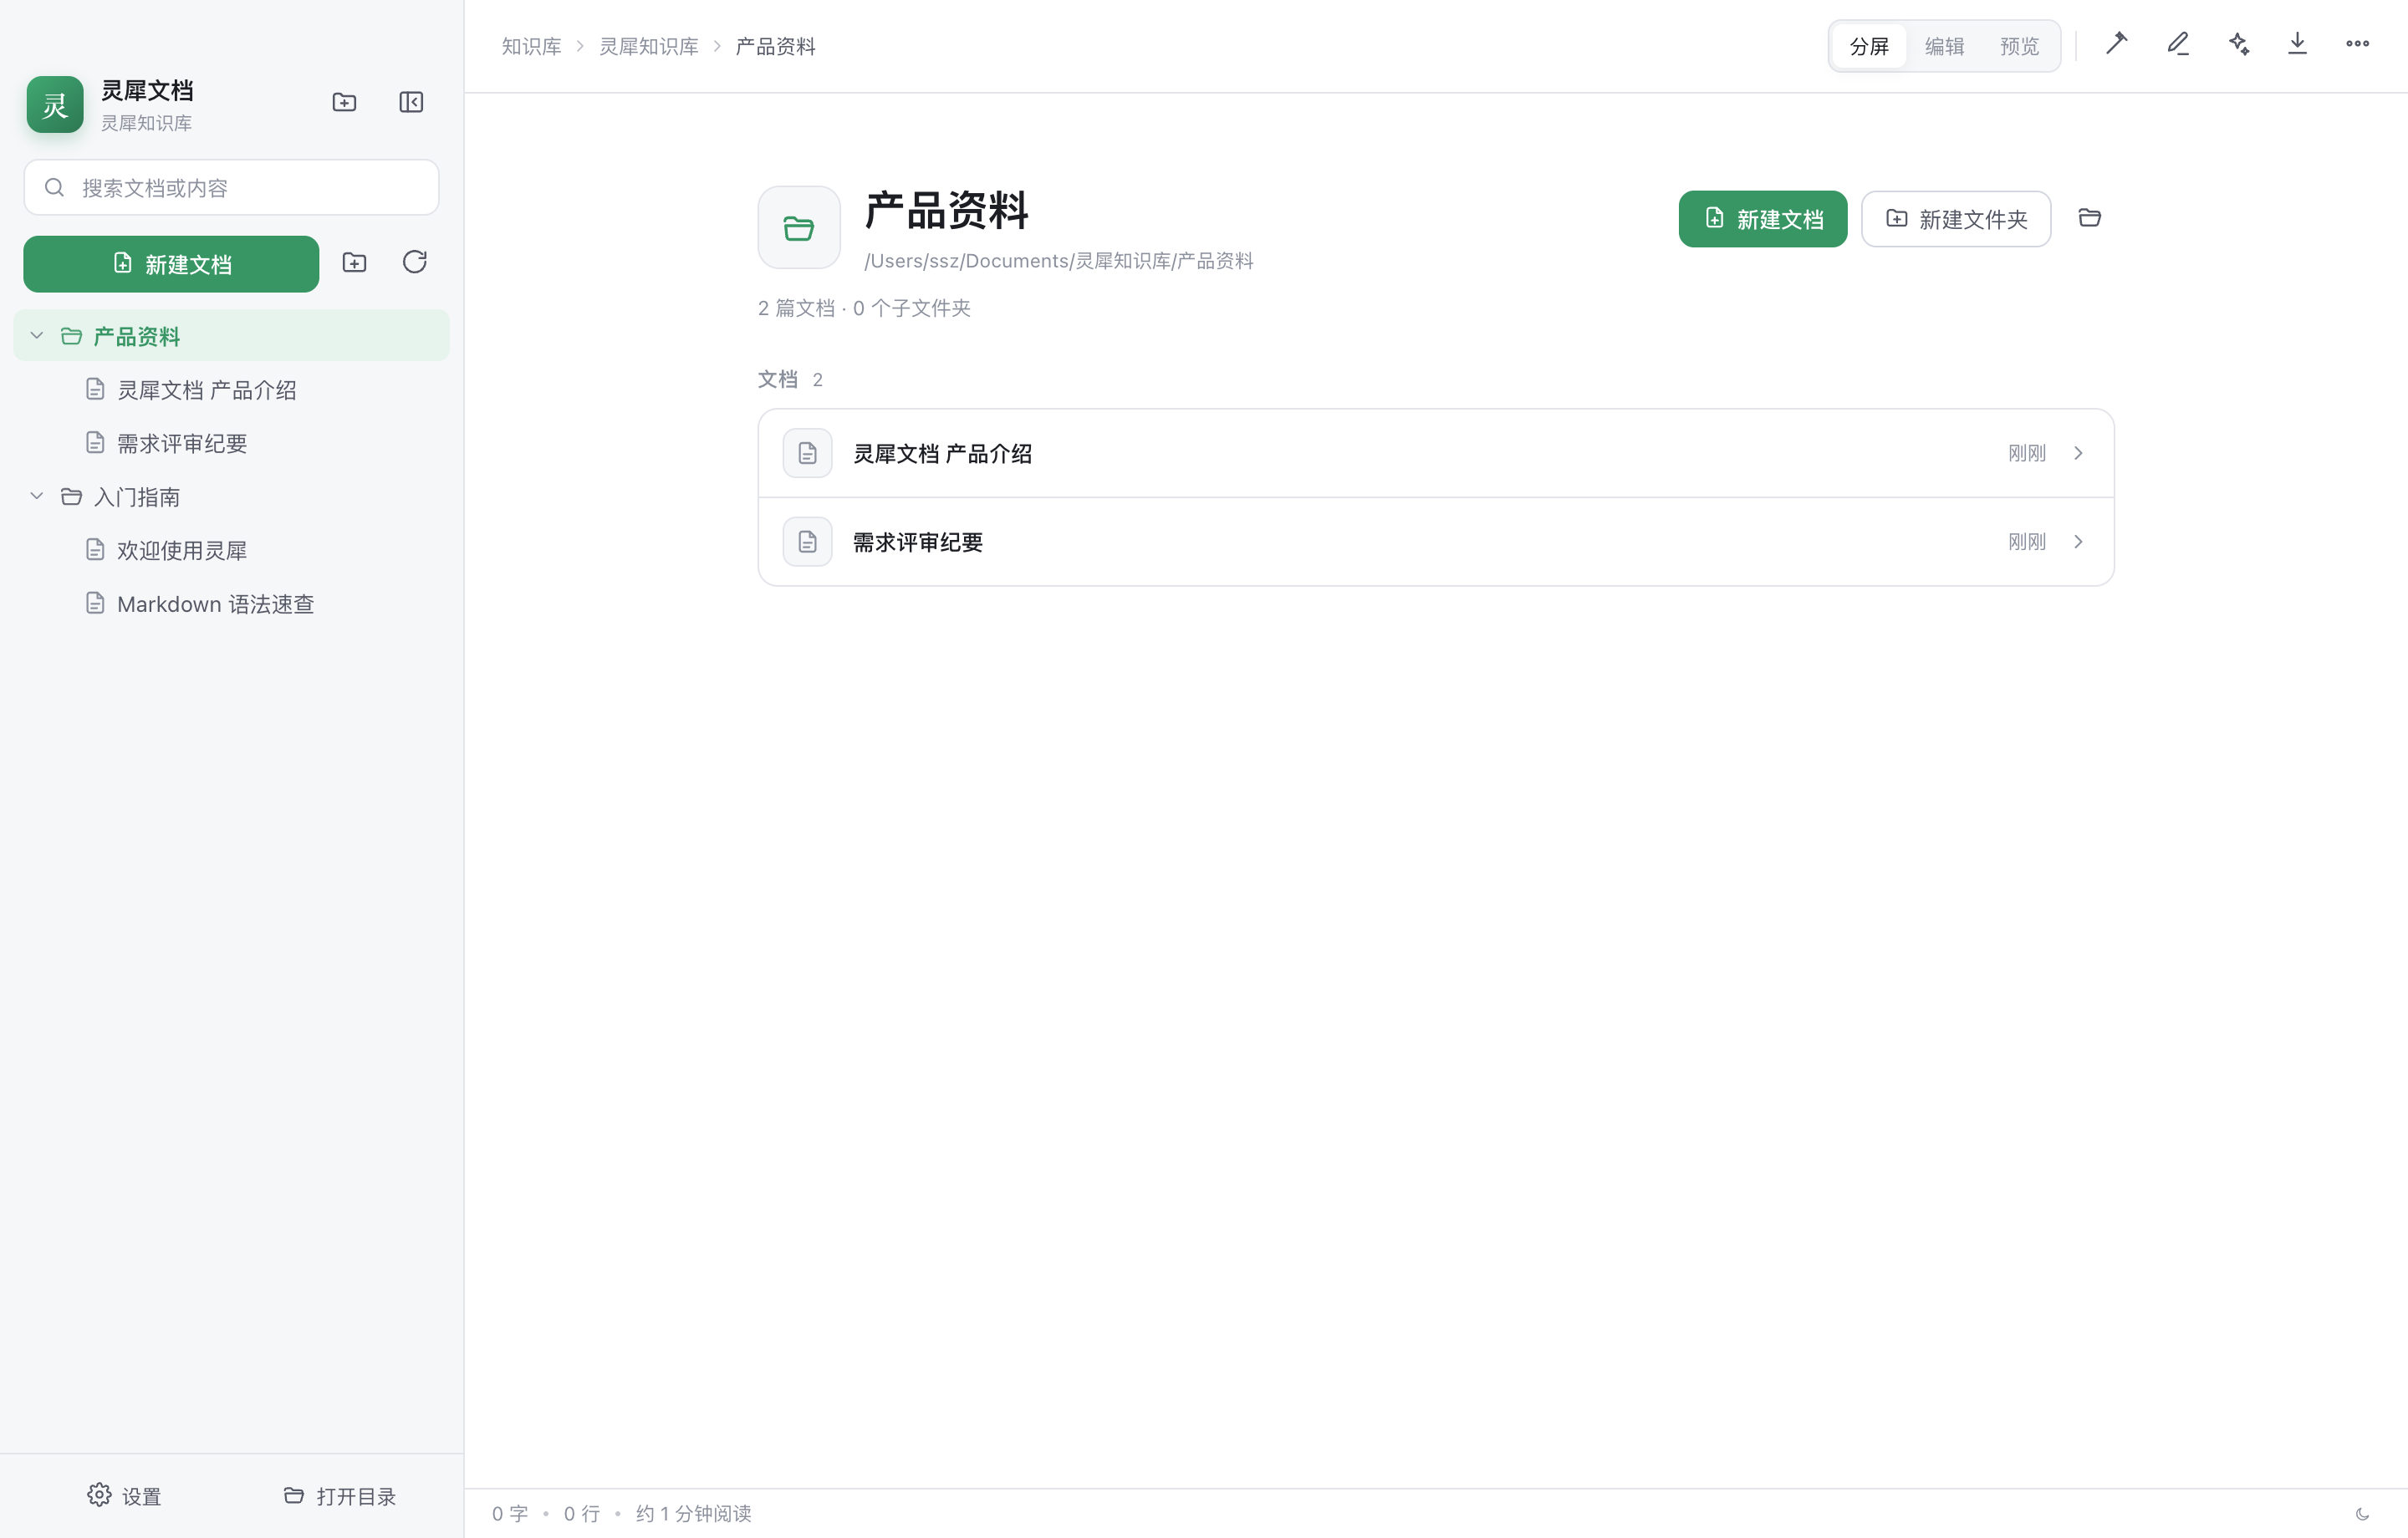 灵
灵犀文档
灵犀知识库
搜索文档或内容
新建文档
产品资料
灵犀文档 产品介绍
需求评审纪要
入门指南
欢迎使用灵犀
Markdown 语法速查
设置
打开目录
知识库 > 灵犀知识库 > 产品资料
分屏 编辑 预览
产品资料
/Users/ssz/Documents/灵犀知识库/产品资料
新建文档
新建文件夹
2 篇文档 · 0 个子文件夹
文档 2
灵犀文档 产品介绍 刚刚
需求评审纪要 刚刚
0 字 • 0 行 • 约 1 分钟阅读